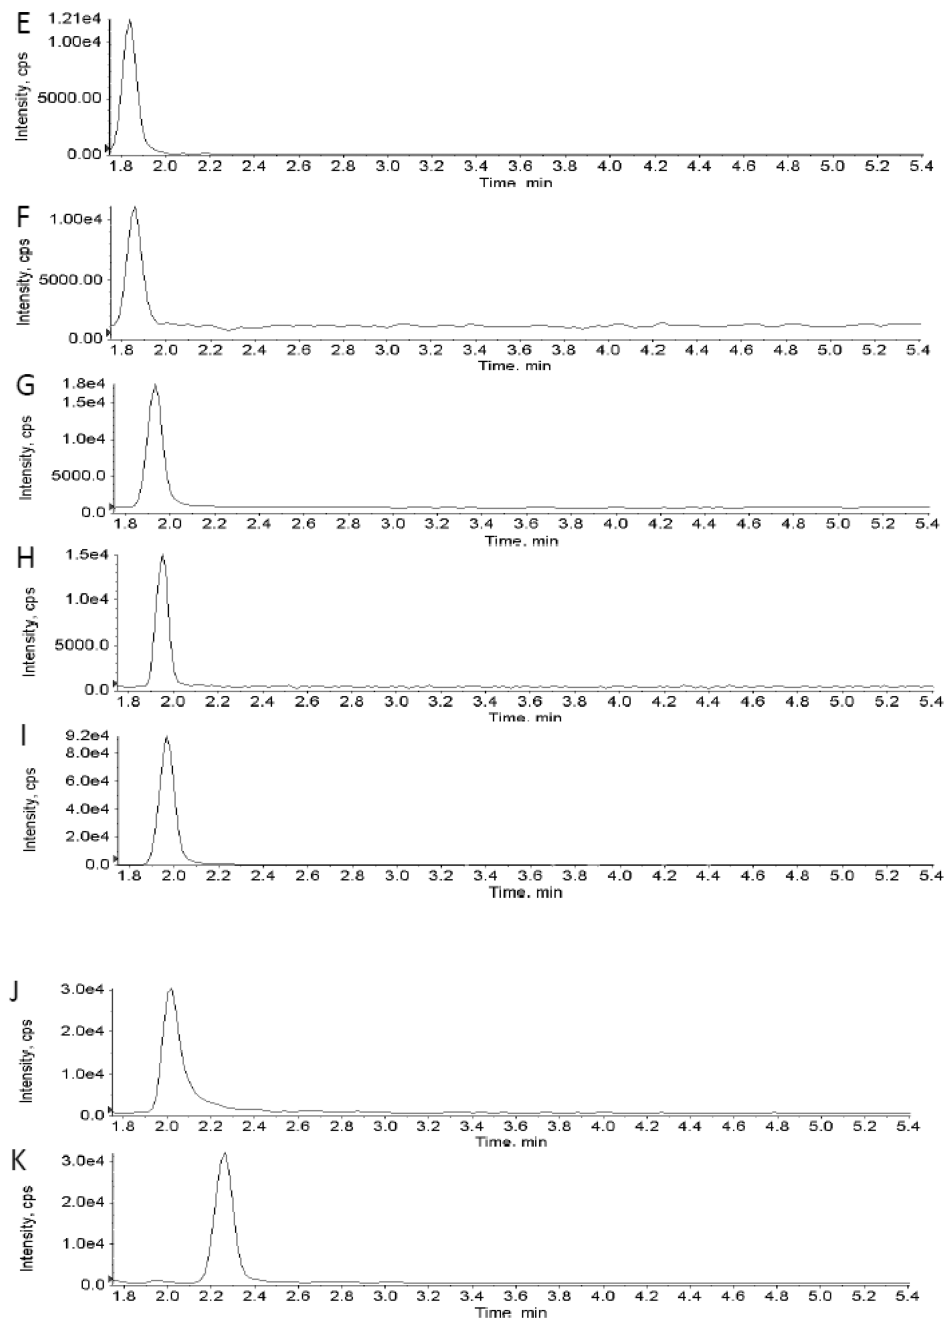 E
1.21e4
1.00e4
5000.00
0.00
Intensity, cps
1.8 2.0 2.2 2.4 2.6 2.8 3.0 3.2 3.4 3.6 3.8 4.0 4.2 4.4 4.6 4.8 5.0 5.2 5.4
Time, min
F
1.00e4
5000.00
0.00
Intensity, cps
1.8 2.0 2.2 2.4 2.6 2.8 3.0 3.2 3.4 3.6 3.8 4.0 4.2 4.4 4.6 4.8 5.0 5.2 5.4
Time, min
G
1.8e4
1.5e4
1.0e4
5000.0
0.0
Intensity, cps
1.8 2.0 2.2 2.4 2.6 2.8 3.0 3.2 3.4 3.6 3.8 4.0 4.2 4.4 4.6 4.8 5.0 5.2 5.4
Time, min
H
1.5e4
1.0e4
5000.0
0.0
Intensity, cps
1.8 2.0 2.2 2.4 2.6 2.8 3.0 3.2 3.4 3.6 3.8 4.0 4.2 4.4 4.6 4.8 5.0 5.2 5.4
Time, min
I
9.2e4
8.0e4
6.0e4
4.0e4
2.0e4
0.0
Intensity, cps
1.8 2.0 2.2 2.4 2.6 2.8 3.0 3.2 3.4 3.6 3.8 4.0 4.2 4.4 4.6 4.8 5.0 5.2 5.4
Time, min
J
3.0e4
2.0e4
1.0e4
0.0
Intensity, cps
1.8 2.0 2.2 2.4 2.6 2.8 3.0 3.2 3.4 3.6 3.8 4.0 4.2 4.4 4.6 4.8 5.0 5.2 5.4
Time, min
K
3.0e4
2.0e4
1.0e4
0.0
Intensity, cps
1.8 2.0 2.2 2.4 2.6 2.8 3.0 3.2 3.4 3.6 3.8 4.0 4.2 4.4 4.6 4.8 5.0 5.2 5.4
Time, min